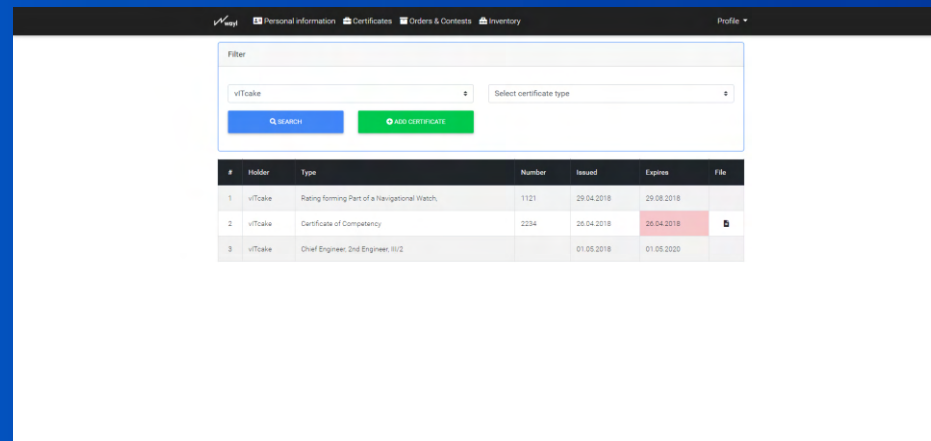 Wayl Personal information Certificates Orders & Contests Inventory Profile
Filter
vITcake Select certificate type
SEARCH ADD CERTIFICATE
# Holder Type Number Issued Expires File
1 vITcake Rating forming Part of a Navigational Watch, 1121 29.04.2018 29.08.2018
2 vITcake Certificate of Competency 2234 26.04.2018 26.04.2018
3 vITcake Chief Engineer, 2nd Engineer, III/2 01.05.2018 01.05.2020